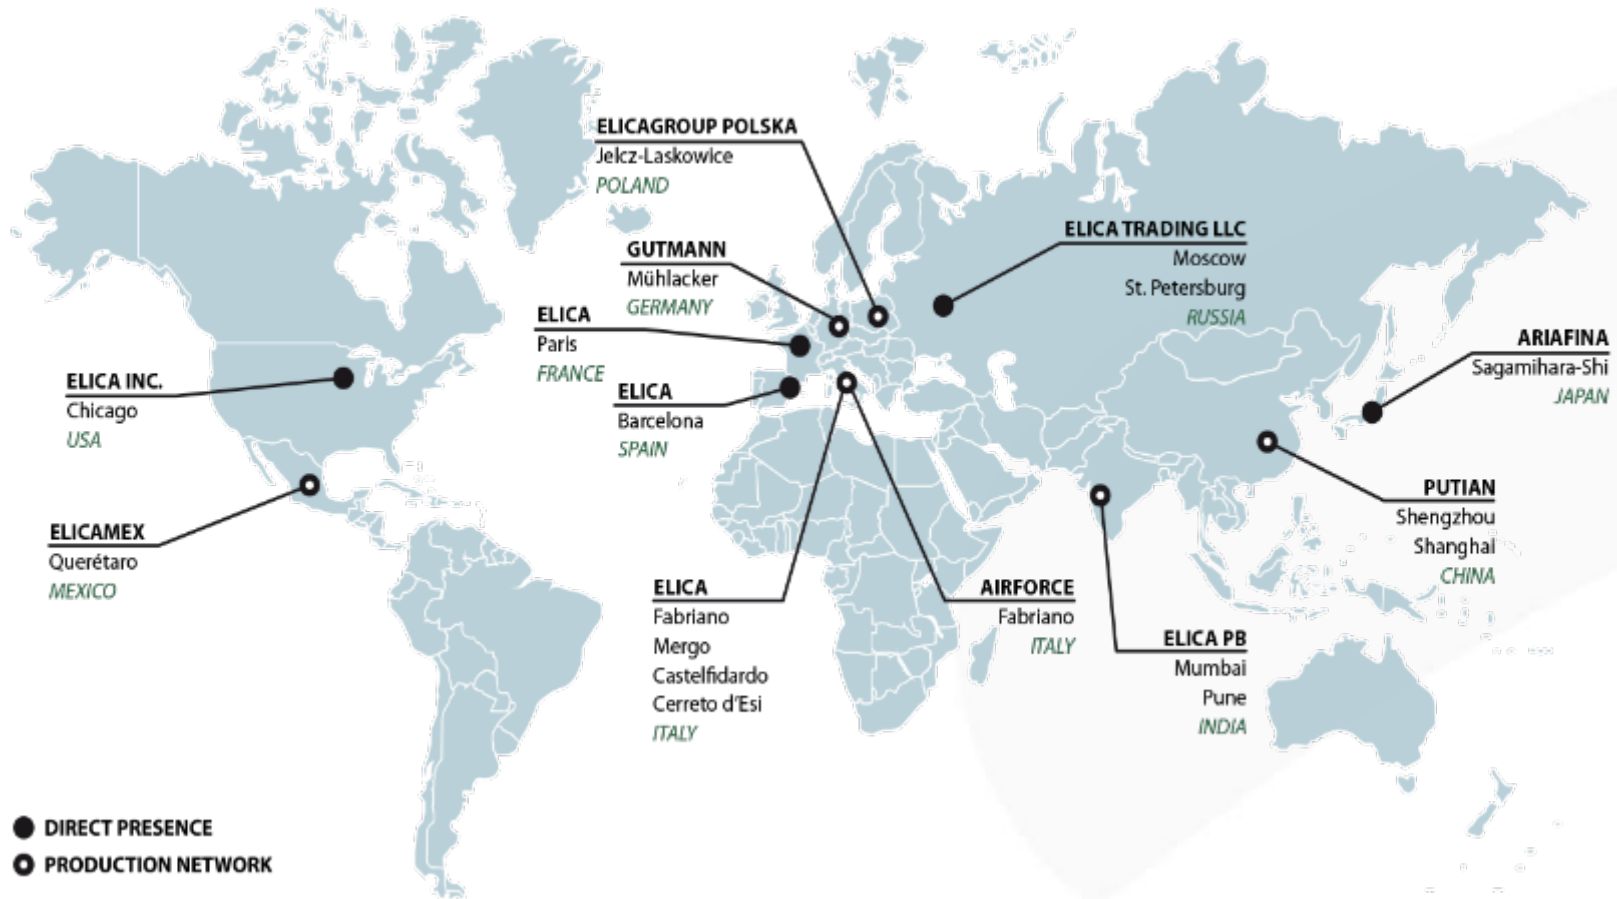 ELICAGROUP POLSKA
Jelcz-Laskowice
POLAND
GUTMANN
Mühlacker
GERMANY
ELICA
Paris
FRANCE
ELICA
Barcelona
SPAIN
ELICA TRADING LLC
Moscow
St. Petersburg
RUSSIA
ARIAFINA
Sagamihara-Shi
JAPAN
ELICA INC.
Chicago
USA
ELICAMEX
Querétaro
MEXICO
PUTIAN
Shengzhou
Shanghai
CHINA
ELICA
Fabriano
Mergo
Castelfidardo
Cerreto d'Esi
ITALY
AIRFORCE
Fabriano
ITALY
ELICA PB
Mumbai
Pune
INDIA
DIRECT PRESENCE
PRODUCTION NETWORK